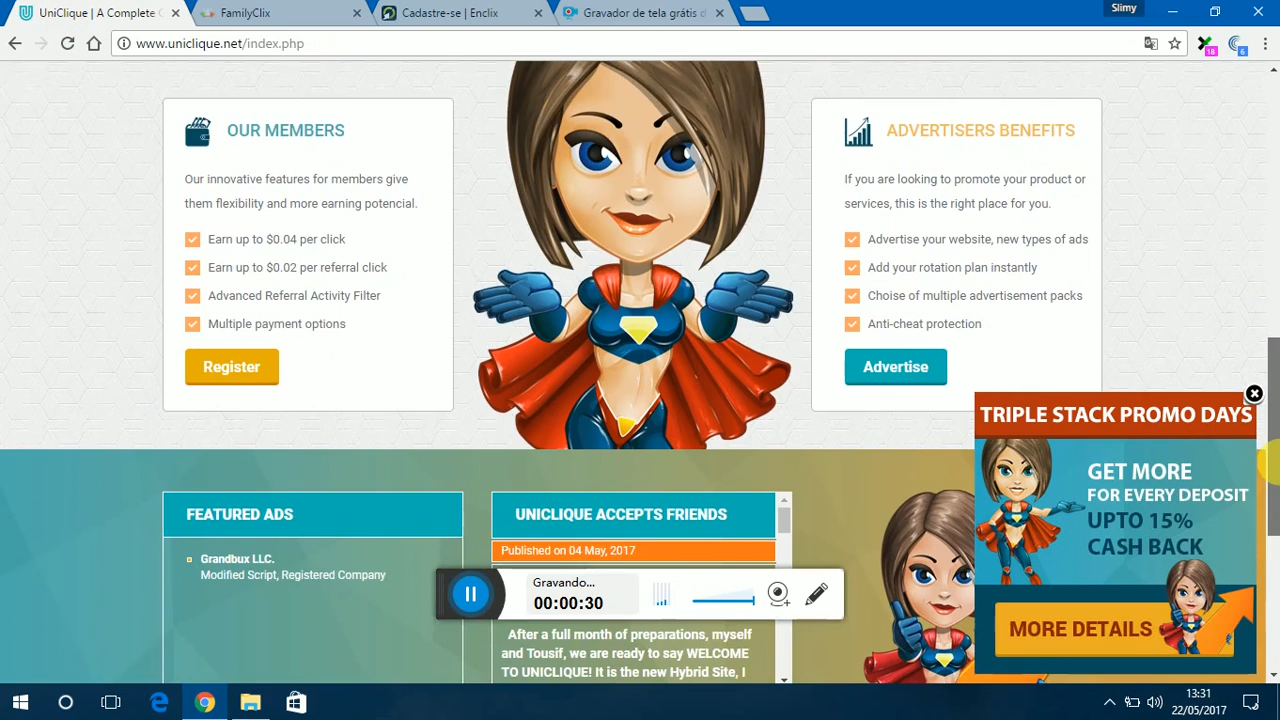 UniClique | A Complete C
FamilyClix
Cadastre-se | Enclix
Gravador de tela grátis d
Slimy
www.uniclique.net/index.php
18
6
OUR MEMBERS
Our innovative features for members give
them flexibility and more earning potencial.
Earn up to $0.04 per click
Earn up to $0.02 per referral click
Advanced Referral Activity Filter
Multiple payment options
Register
ADVERTISERS BENEFITS
If you are looking to promote your product or
services, this is the right place for you.
Advertise your website, new types of ads
Add your rotation plan instantly
Choise of multiple advertisement packs
Anti-cheat protection
Advertise
TRIPLE STACK PROMO DAYS
GET MORE
FOR EVERY DEPOSIT
UPTO 15%
CASH BACK
MORE DETAILS
FEATURED ADS
Grandbux LLC.
Modified Script, Registered Company
UNICLIQUE ACCEPTS FRIENDS
Published on 04 May, 2017
Gravando...
00:00:30
After a full month of preparations, myself
and Tousif, we are ready to say WELCOME
TO UNICLIQUE! It is the new Hybrid Site, I
13:31
22/05/2017